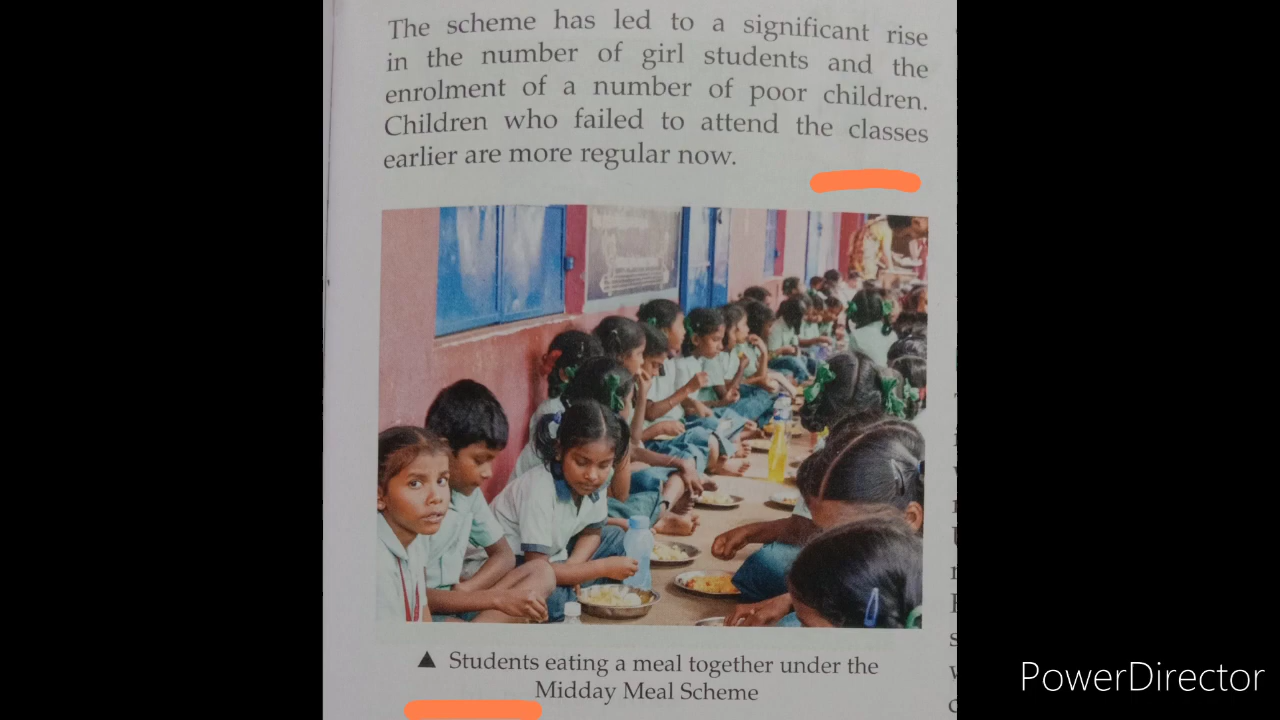 The scheme has led to a significant rise
in the number of girl students and the
enrolment of a number of poor children.
Children who failed to attend the classes
earlier are more regular now.
▲ Students eating a meal together under the
Midday Meal Scheme
PowerDirector